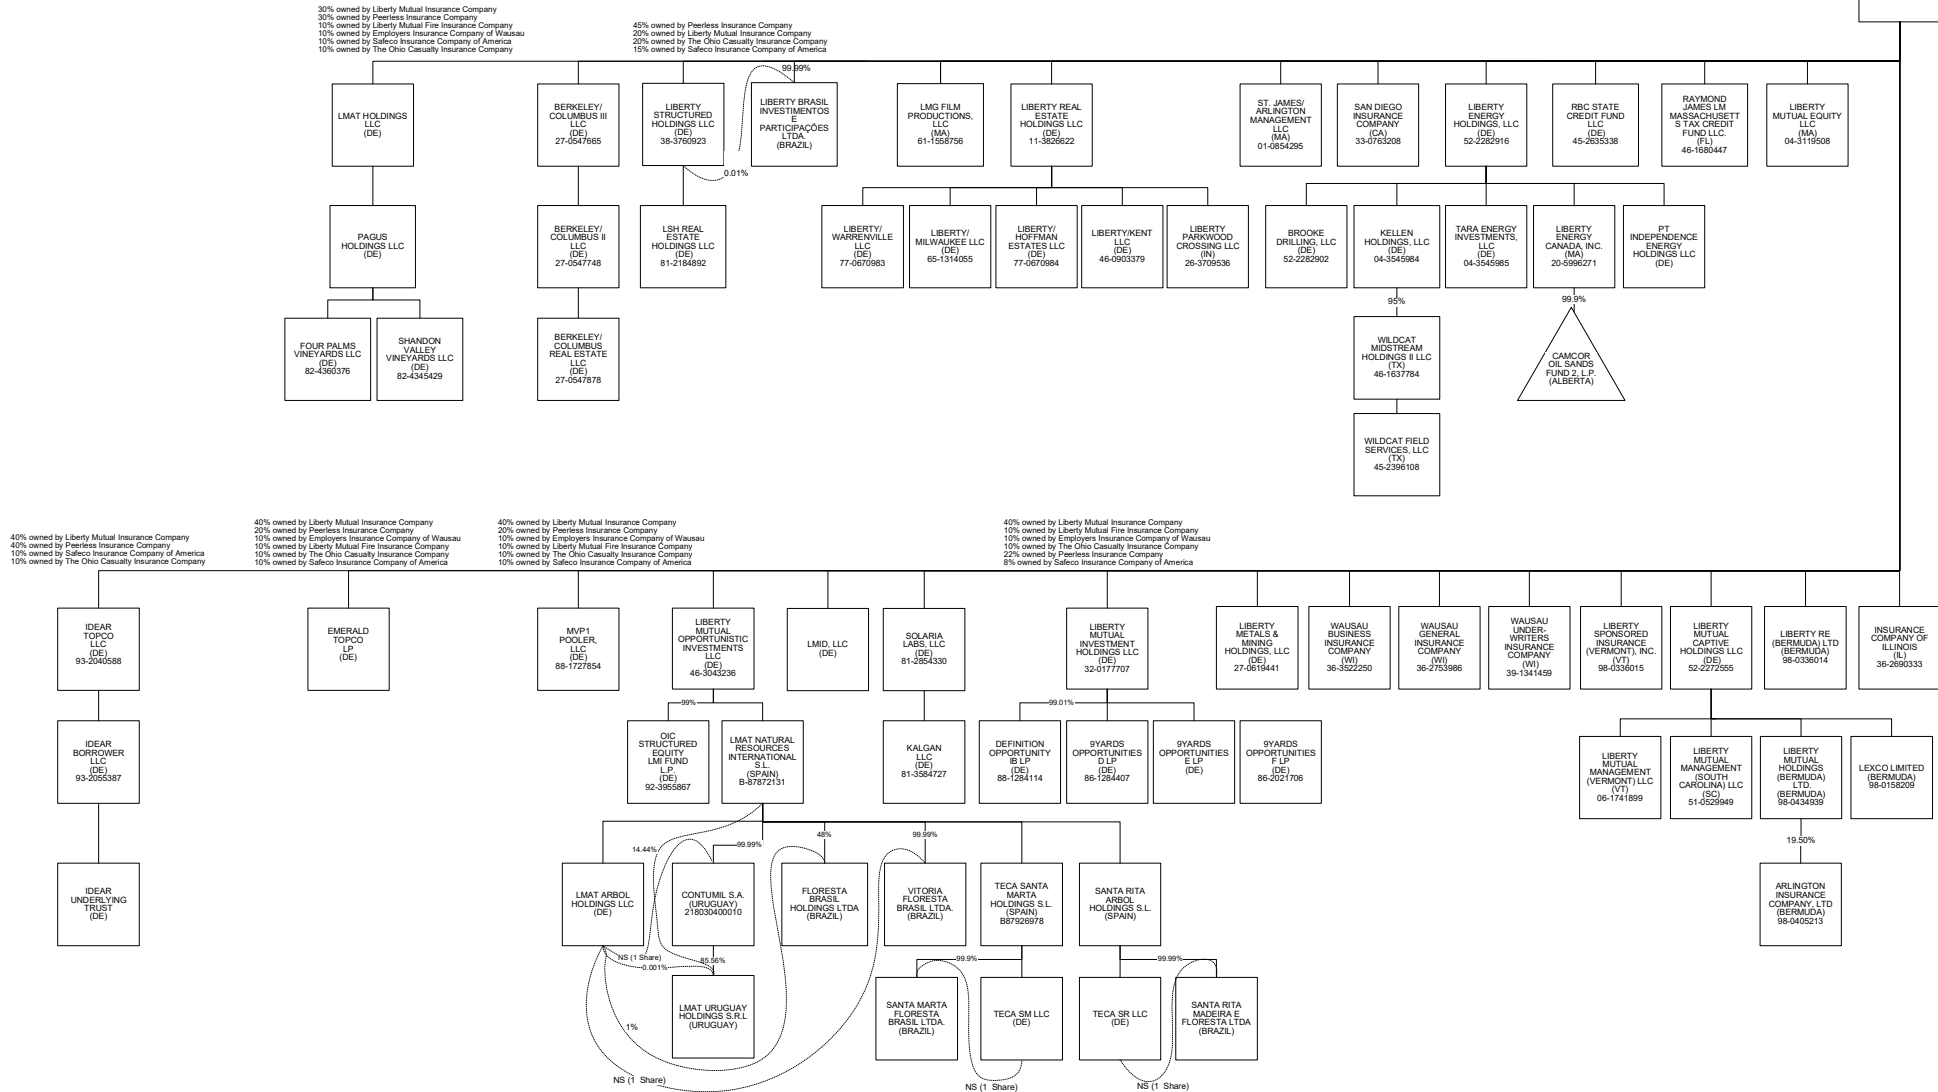 30% owned by Liberty Mutual Insurance Company
30% owned by Peerless Insurance Company
10% owned by Liberty Mutual Fire Insurance Company
10% owned by Employers Insurance Company of Wausau
10% owned by Safeco Insurance Company of America
10% owned by The Ohio Casualty Insurance Company
45% owned by Peerless Insurance Company
20% owned by Liberty Mutual Insurance Company
20% owned by The Ohio Casualty Insurance Company
15% owned by Safeco Insurance Company of America
99.99%
LMAT HOLDINGS
LLC
(DE)
BERKELEY/
COLUMBUS III
LLC
(DE)
27-0547665
LIBERTY
STRUCTURED
HOLDINGS LLC
(DE)
38-3760923
LIBERTY BRASIL
INVESTIMENTOS
E
PARTICIPAÇÕES
LTDA.
(BRAZIL)
LMG FILM
PRODUCTIONS,
LLC
(MA)
61-1558756
LIBERTY REAL
ESTATE
HOLDINGS LLC
(DE)
11-3826622
ST. JAMES/
ARLINGTON
MANAGEMENT
LLC
(MA)
01-0854295
SAN DIEGO
INSURANCE
COMPANY
(CA)
33-0763208
LIBERTY
ENERGY
HOLDINGS, LLC
(DE)
52-2282916
RBC STATE
CREDIT FUND
LLC
(DE)
45-2635338
RAYMOND
JAMES LM
MASSACHUSETT
S TAX CREDIT
FUND LLC.
(FL)
46-1680447
LIBERTY
MUTUAL EQUITY
LLC
(MA)
04-3119508
0.01%
PAGUS
HOLDINGS LLC
(DE)
BERKELEY/
COLUMBUS II
LLC
(DE)
27-0547748
LSH REAL
ESTATE
HOLDINGS LLC
(DE)
81-2184892
LIBERTY/
WARRENVILLE
LLC
(DE)
77-0670983
LIBERTY/
MILWAUKEE LLC
(DE)
65-1314055
LIBERTY/
HOFFMAN
ESTATES LLC
(DE)
77-0670984
LIBERTY/KENT
LLC
(DE)
46-0903379
LIBERTY
PARKWOOD
CROSSING LLC
(IN)
26-3709536
BROOKE
DRILLING, LLC
(DE)
52-2282902
KELLEN
HOLDINGS, LLC
(DE)
04-3545984
TARA ENERGY
INVESTMENTS,
LLC
(DE)
04-3545985
LIBERTY
ENERGY
CANADA, INC.
(MA)
20-5996271
PT
INDEPENDENCE
ENERGY
HOLDINGS LLC
(DE)
95%
99.9%
FOUR PALMS
VINEYARDS LLC
(DE)
82-4360376
SHANDON
VALLEY
VINEYARDS LLC
(DE)
82-4345429
BERKELEY/
COLUMBUS
REAL ESTATE
LLC
(DE)
27-0547878
WILDCAT
MIDSTREAM
HOLDINGS II LLC
(TX)
46-1637784
CAMCOR
OIL SANDS
FUND 2, L.P.
(ALBERTA)
WILDCAT FIELD
SERVICES, LLC
(TX)
45-2396108
40% owned by Liberty Mutual Insurance Company
40% owned by Peerless Insurance Company
10% owned by Safeco Insurance Company of America
10% owned by The Ohio Casualty Insurance Company
40% owned by Liberty Mutual Insurance Company
20% owned by Peerless Insurance Company
10% owned by Employers Insurance Company of Wausau
10% owned by Liberty Mutual Fire Insurance Company
10% owned by The Ohio Casualty Insurance Company
10% owned by Safeco Insurance Company of America
40% owned by Liberty Mutual Insurance Company
20% owned by Peerless Insurance Company
10% owned by Employers Insurance Company of Wausau
10% owned by Liberty Mutual Fire Insurance Company
10% owned by The Ohio Casualty Insurance Company
10% owned by Safeco Insurance Company of America
40% owned by Liberty Mutual Insurance Company
10% owned by Liberty Mutual Fire Insurance Company
10% owned by Employers Insurance Company of Wausau
10% owned by The Ohio Casualty Insurance Company
22% owned by Peerless Insurance Company
8% owned by Safeco Insurance Company of America
IDEAR
TOPCO
LLC
(DE)
93-2040588
EMERALD
TOPCO
LP
(DE)
MVP1
POOLER,
LLC
(DE)
88-1727854
LIBERTY
MUTUAL
OPPORTUNISTIC
INVESTMENTS
LLC
(DE)
46-3043236
LMID, LLC
(DE)
SOLARIA
LABS, LLC
(DE)
81-2854330
LIBERTY
MUTUAL
INVESTMENT
HOLDINGS LLC
(DE)
32-0177707
LIBERTY
METALS &
MINING
HOLDINGS, LLC
(DE)
27-0619441
WAUSAU
BUSINESS
INSURANCE
COMPANY
(WI)
36-3522250
WAUSAU
GENERAL
INSURANCE
COMPANY
(WI)
36-2753986
WAUSAU
UNDER-
WRITERS
INSURANCE
COMPANY
(WI)
39-1341459
LIBERTY
SPONSORED
INSURANCE
(VERMONT), INC.
(VT)
98-0336015
LIBERTY
MUTUAL
CAPTIVE
HOLDINGS LLC
(DE)
52-2272555
LIBERTY RE
(BERMUDA) LTD
(BERMUDA)
98-0336014
INSURANCE
COMPANY OF
ILLINOIS
(IL)
36-2690333
99%
99.01%
IDEAR
BORROWER
LLC
(DE)
93-2055387
OIC
STRUCTURED
EQUITY
LMI FUND
L.P.
(DE)
92-3955867
LMAT NATURAL
RESOURCES
INTERNATIONAL
S.L.
(SPAIN)
B-87872131
KALGAN
LLC
(DE)
81-3584727
DEFINITION
OPPORTUNITY
IB LP
(DE)
88-1284114
9YARDS
OPPORTUNITIES
D LP
(DE)
86-1284407
9YARDS
OPPORTUNITIES
E LP
(DE)
9YARDS
OPPORTUNITIES
F LP
(DE)
86-2021706
LIBERTY
MUTUAL
MANAGEMENT
(VERMONT) LLC
(VT)
06-1741899
LIBERTY
MUTUAL
MANAGEMENT
(SOUTH
CAROLINA) LLC
(SC)
51-0529949
LIBERTY
MUTUAL
HOLDINGS
(BERMUDA)
LTD.
(BERMUDA)
98-0434939
LEXCO LIMITED
(BERMUDA)
98-0158209
14.44%
99.99%
48%
99.99%
19.50%
IDEAR
UNDERLYING
TRUST
(DE)
LMAT ARBOL
HOLDINGS LLC
(DE)
CONTUMIL S.A.
(URUGUAY)
218030400010
FLORESTA
BRASIL
HOLDINGS LTDA
(BRAZIL)
VITORIA
FLORESTA
BRASIL LTDA.
(BRAZIL)
TECA SANTA
MARTA
HOLDINGS S.L.
(SPAIN)
B87926978
SANTA RITA
ARBOL
HOLDINGS S.L.
(SPAIN)
ARLINGTON
INSURANCE
COMPANY, LTD
(BERMUDA)
98-0405213
NS (1 Share)
0.001%
85.56%
99.9%
99.99%
LMAT URUGUAY
HOLDINGS S.R.L
(URUGUAY)
SANTA MARTA
FLORESTA
BRASIL LTDA.
(BRAZIL)
TECA SM LLC
(DE)
TECA SR LLC
(DE)
SANTA RITA
MADEIRA E
FLORESTA LTDA
(BRAZIL)
1%
NS (1 Share)
NS (1 Share)
NS (1 Share)